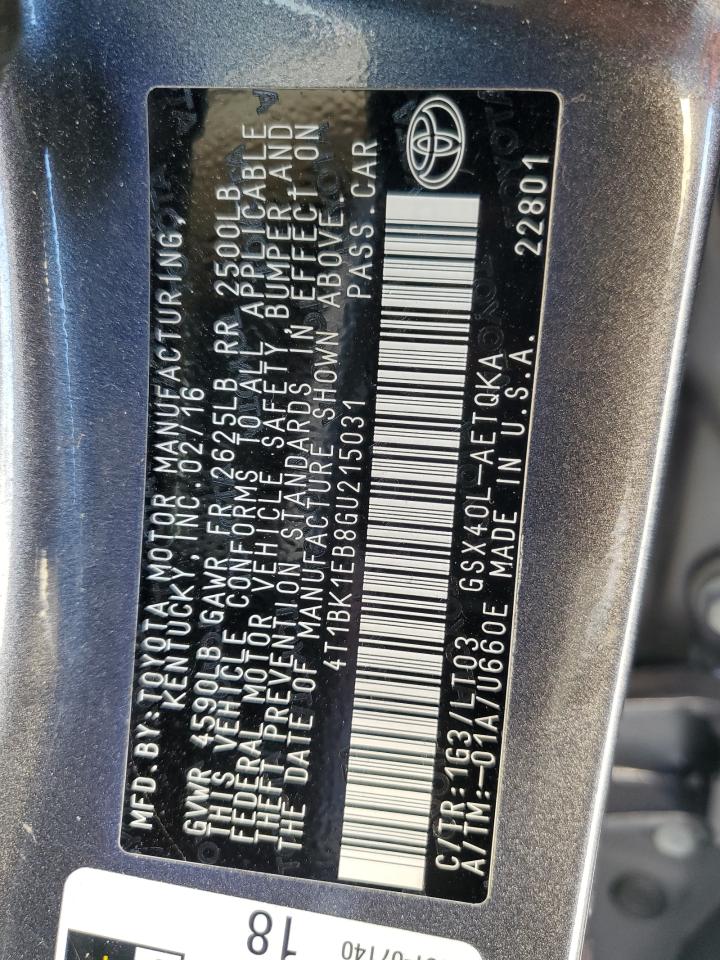 MFD.BY:TOYOTA MOTOR MANUFACTURING,
KENTUCKY, INC.02/16
GVWR 4590LB GAWR FR 2625LB RR 2500LB
THIS VEHICLE CONFORMS TO ALL APPLICABLE
FEDERAL MOTOR VEHICLE SAFETY, BUMPER AND
THEFT PREVENTION STANDARDS IN EFFECT ON
THE DATE OF MANUFACTURE SHOWN ABOVE.
4T1BK1EB8GU215031 PASS.CAR
C/TR:1G3/LT03 GSX40L-AETQKA
A/TM:-01A/U660E MADE IN U.S.A.
22801
18
07140